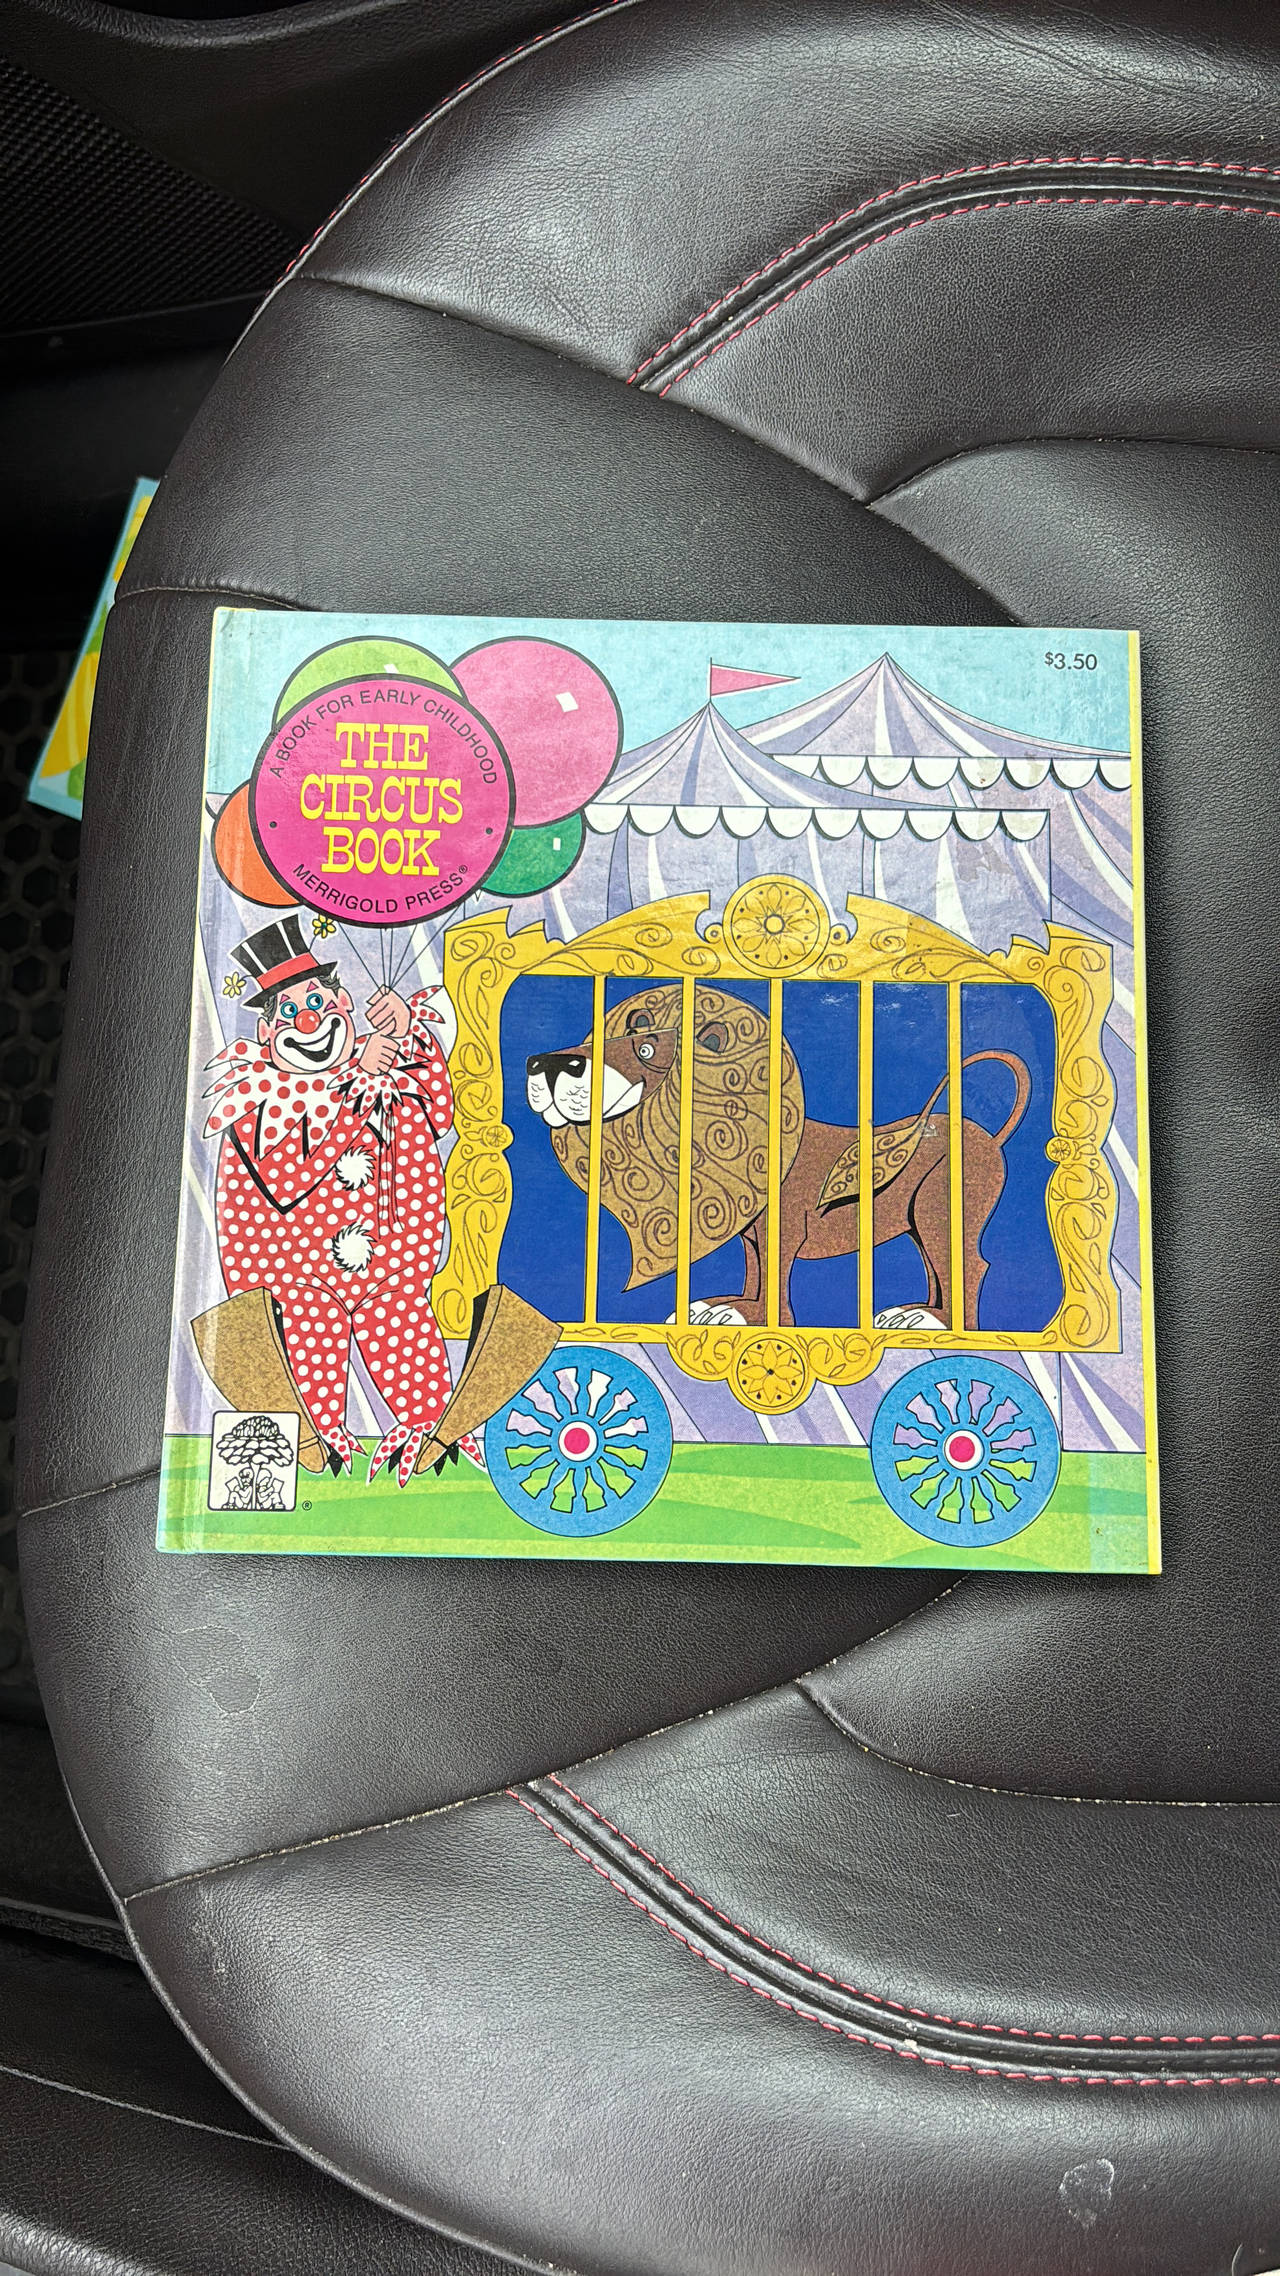 $3.50
A BOOK FOR EARLY CHILDHOOD
THE
CIRCUS
BOOK
MERRIGOLD PRESS®
®